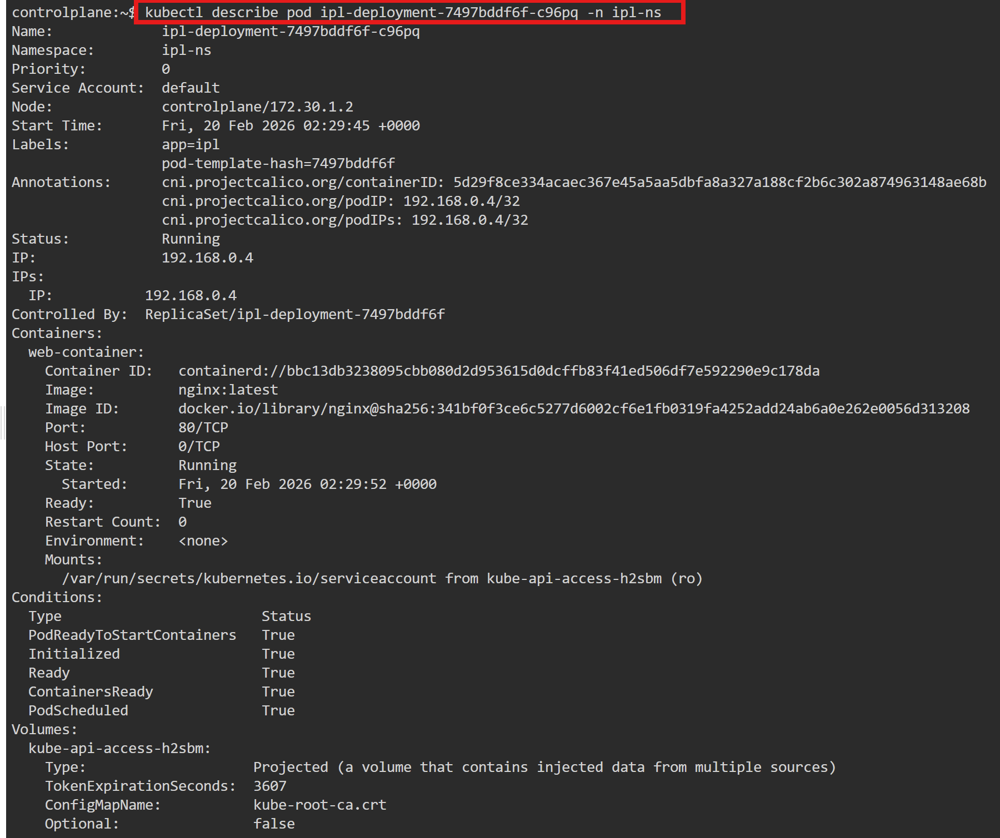 controlplane:~$ kubectl describe pod ipl-deployment-7497bddf6f-c96pq -n ipl-ns
Name:             ipl-deployment-7497bddf6f-c96pq
Namespace:        ipl-ns
Priority:         0
Service Account:  default
Node:             controlplane/172.30.1.2
Start Time:       Fri, 20 Feb 2026 02:29:45 +0000
Labels:           app=ipl
                  pod-template-hash=7497bddf6f
Annotations:      cni.projectcalico.org/containerID: 5d29f8ce334acaec367e45a5aa5dbfa8a327a188cf2b6c302a874963148ae68b
                  cni.projectcalico.org/podIP: 192.168.0.4/32
                  cni.projectcalico.org/podIPs: 192.168.0.4/32
Status:           Running
IP:               192.168.0.4
IPs:
  IP:           192.168.0.4
Controlled By:  ReplicaSet/ipl-deployment-7497bddf6f
Containers:
  web-container:
    Container ID:   containerd://bbc13db3238095cbb080d2d953615d0dcffb83f41ed506df7e592290e9c178da
    Image:          nginx:latest
    Image ID:       docker.io/library/nginx@sha256:341bf0f3ce6c5277d6002cf6e1fb0319fa4252add24ab6a0e262e0056d313208
    Port:           80/TCP
    Host Port:      0/TCP
    State:          Running
      Started:      Fri, 20 Feb 2026 02:29:52 +0000
    Ready:          True
    Restart Count:  0
    Environment:    <none>
    Mounts:
      /var/run/secrets/kubernetes.io/serviceaccount from kube-api-access-h2sbm (ro)
Conditions:
  Type                        Status
  PodReadyToStartContainers   True
  Initialized                 True
  Ready                       True
  ContainersReady             True
  PodScheduled                True
Volumes:
  kube-api-access-h2sbm:
    Type:                    Projected (a volume that contains injected data from multiple sources)
    TokenExpirationSeconds:  3607
    ConfigMapName:           kube-root-ca.crt
    Optional:                false